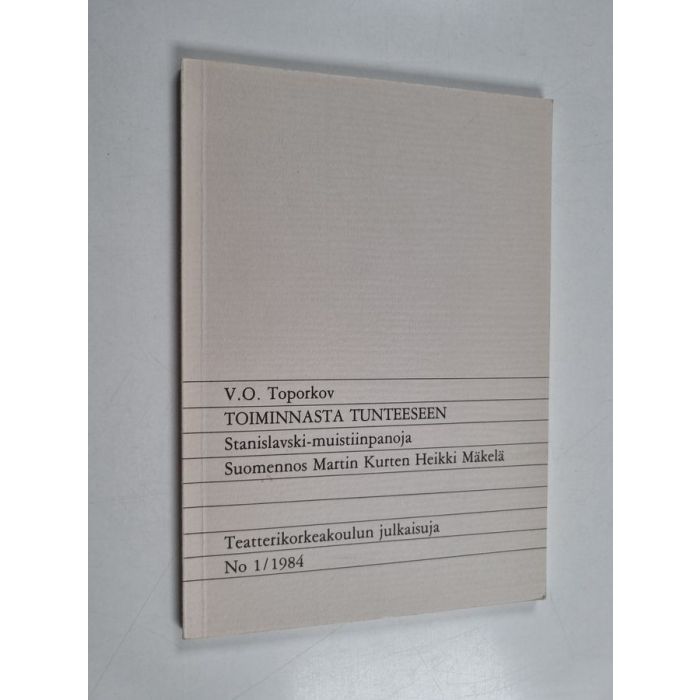 V.O. Toporkov
TOIMINNASTA TUNTEESEEN
Stanislavski-muistiinpanoja
Suomennos Martin Kurten Heikki Mäkelä
Teatterikorkeakoulun julkaisuja
No 1/1984